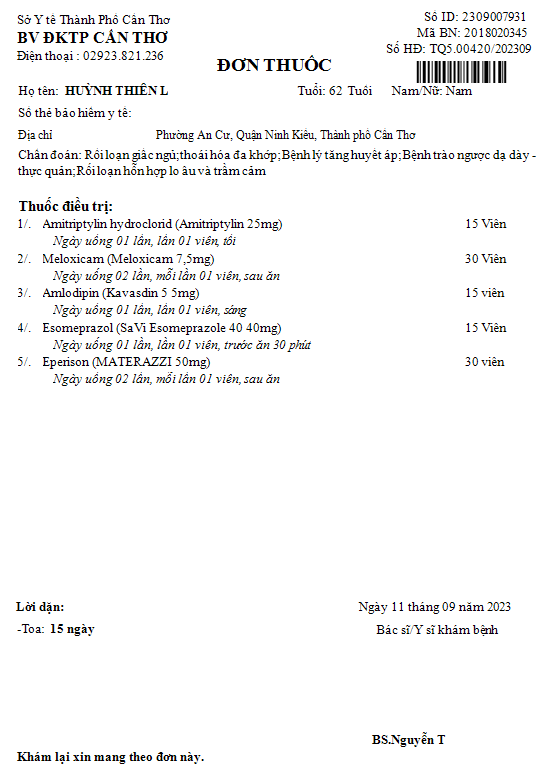 Sở Y tế Thành Phố Cần Thơ
Số ID: 2309007931
BV ĐKTP CẦN THƠ
Mã BN: 2018020345
Điện thoại : 02923.821.236
Số HĐ: TQ5.00420/202309
ĐƠN THUỐC
Họ tên: HUỲNH THIÊN L Tuổi: 62 Tuổi Nam/Nữ: Nam
Số thẻ bảo hiểm y tế:
Địa chỉ Phường An Cư, Quận Ninh Kiều, Thành phố Cần Thơ
Chẩn đoán: Rối loạn giấc ngủ;thoái hóa đa khớp;Bệnh lý tăng huyết áp;Bệnh trào ngược dạ dày -
thực quản;Rối loạn hỗn hợp lo âu và trầm cảm
Thuốc điều trị:
1/. Amitriptylin hydroclorid (Amitriptylin 25mg) 15 Viên
Ngày uống 01 lần, lần 01 viên, tối
2/. Meloxicam (Meloxicam 7,5mg) 30 Viên
Ngày uống 02 lần, mỗi lần 01 viên, sau ăn
3/. Amlodipin (Kavasdin 5 5mg) 15 viên
Ngày uống 01 lần, lần 01 viên, sáng
4/. Esomeprazol (SaVi Esomeprazole 40 40mg) 15 Viên
Ngày uống 01 lần, lần 01 viên, trước ăn 30 phút
5/. Eperison (MATERAZZI 50mg) 30 viên
Ngày uống 02 lần, mỗi lần 01 viên, sau ăn
Lời dặn: Ngày 11 tháng 09 năm 2023
-Toa: 15 ngày Bác sĩ/Y sĩ khám bệnh
BS.Nguyễn T
Khám lại xin mang theo đơn này.